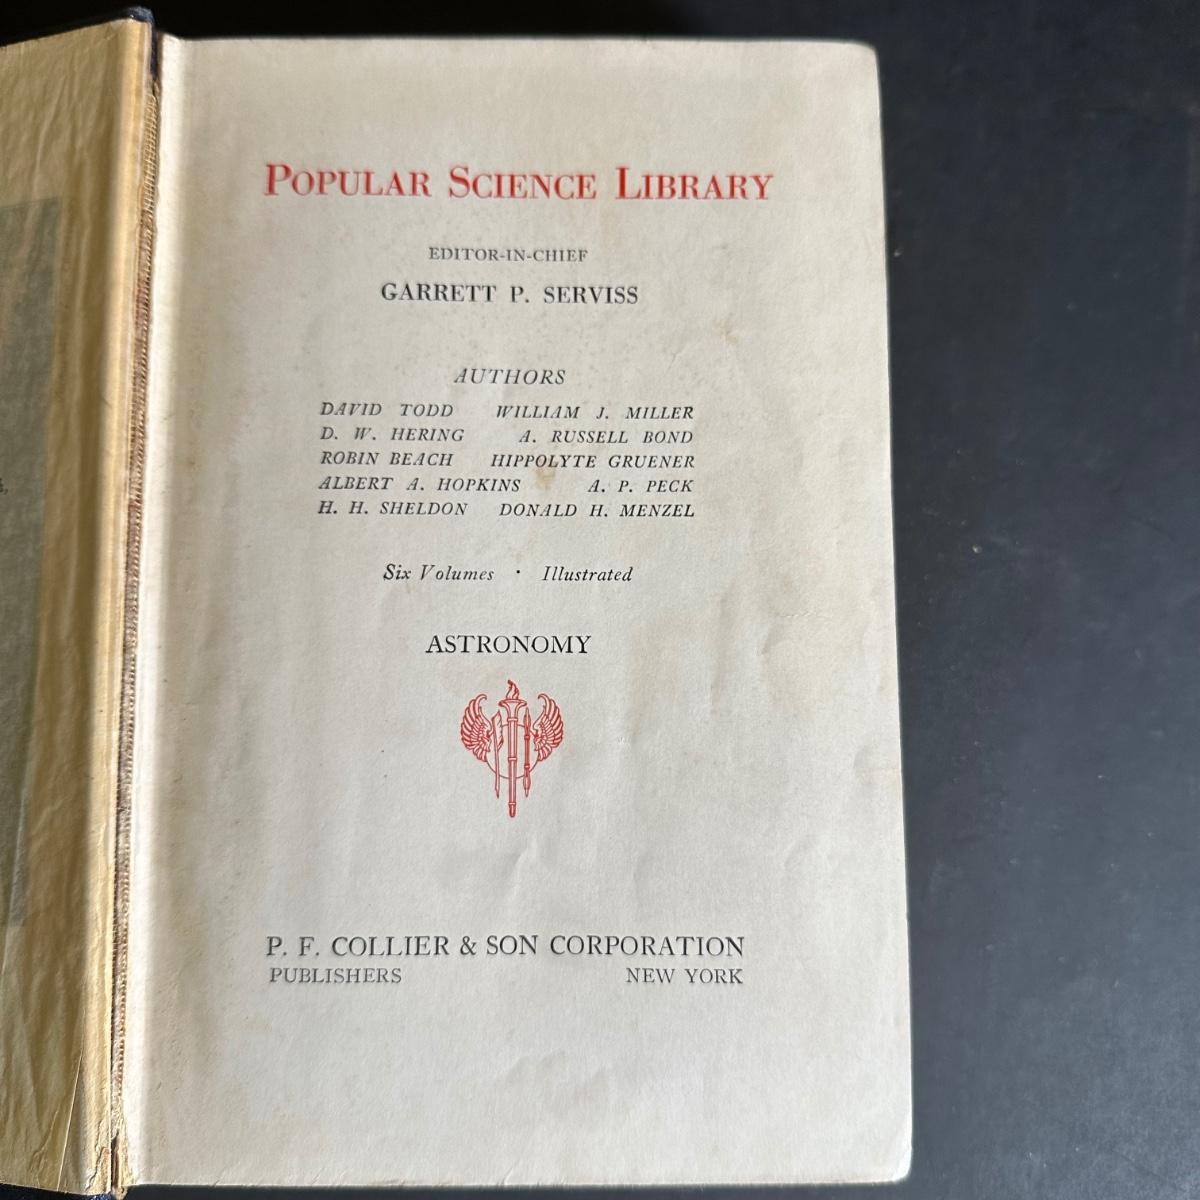 POPULAR SCIENCE LIBRARY
EDITOR-IN-CHIEF
GARRETT P. SERVISS
AUTHORS
DAVID TODD WILLIAM J. MILLER
D. W. HERING A. RUSSELL BOND
ROBIN BEACH HIPPOLYTE GRUENER
ALBERT A. HOPKINS A. P. PECK
H. H. SHELDON DONALD H. MENZEL
Six Volumes · Illustrated
ASTRONOMY
P. F. COLLIER & SON CORPORATION
PUBLISHERS NEW YORK